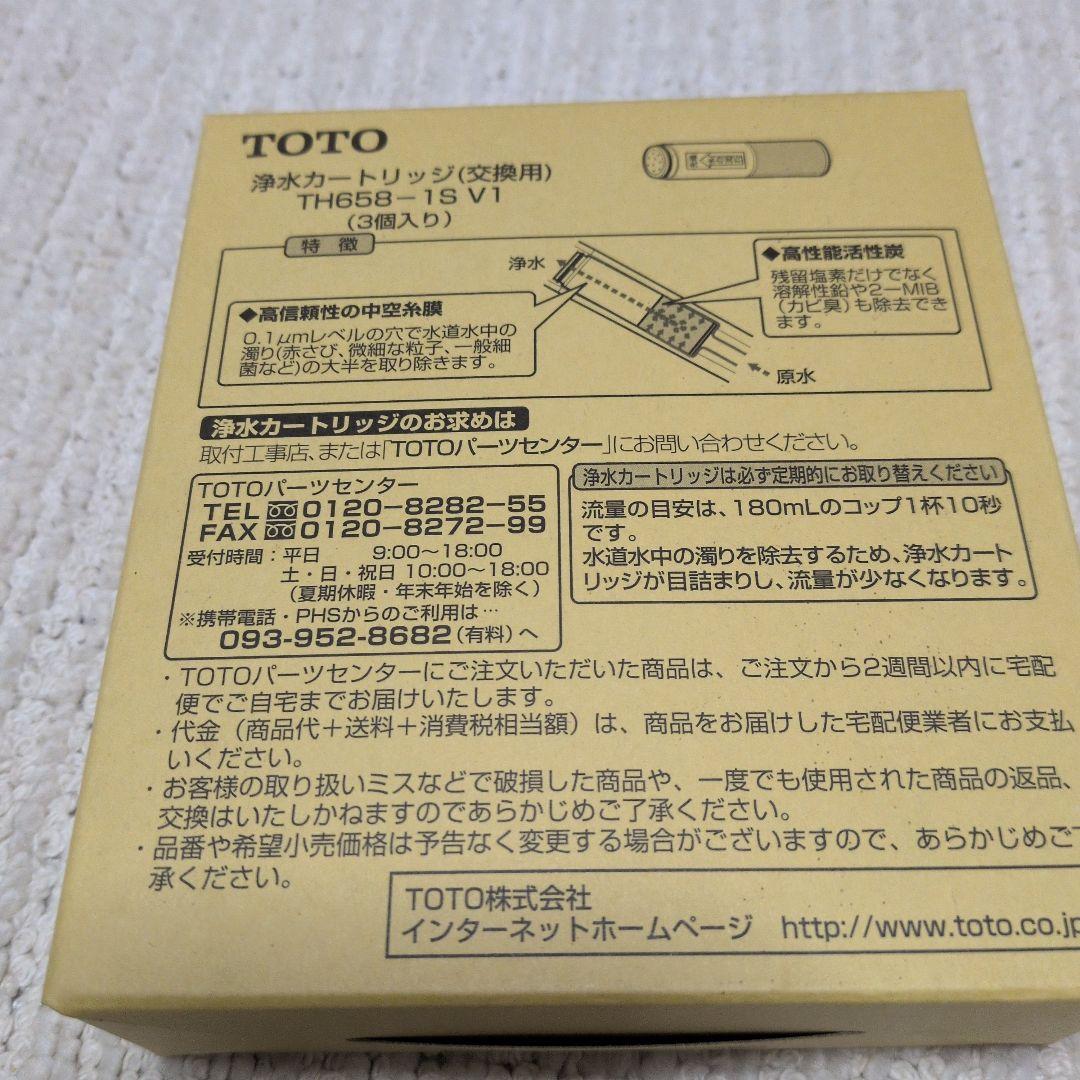 TOTO
浄水カートリッジ(交換用)
TH658-1S V1
(3個入り)
特 徴
浄水
◆高性能活性炭
残留塩素だけでなく
溶解性鉛や2-MIB
(カビ臭)も除去でき
ます。
◆高信頼性の中空糸膜
0.1μmレベルの穴で水道水中の
濁り(赤さび、微細な粒子、一般細
菌など)の大半を取り除きます。
原水
浄水カートリッジのお求めは
取付工事店、または「TOTOパーツセンター」にお問い合わせください。
TOTOパーツセンター
TEL 0120-8282-55
FAX 0120-8272-99
受付時間:平日 9:00~18:00
土・日・祝日 10:00~18:00
(夏期休暇・年末年始を除く)
※携帯電話・PHSからのご利用は…
093-952-8682(有料)へ
浄水カートリッジは必ず定期的にお取り替えください
流量の目安は、180mLのコップ1杯10秒
です。
水道水中の濁りを除去するため、浄水カート
リッジが目詰まりし、流量が少なくなります。
・TOTOパーツセンターにご注文いただいた商品は、ご注文から2週間以内に宅配
便でご自宅までお届けいたします。
・代金(商品代+送料+消費税相当額)は、商品をお届けした宅配便業者にお支払
いください。
・お客様の取り扱いミスなどで破損した商品や、一度でも使用された商品の返品、
交換はいたしかねますのであらかじめご了承ください。
・品番や希望小売価格は予告なく変更する場合がございますので、あらかじめご了
承ください。
TOTO株式会社
インターネットホームページ http://www.toto.co.jp